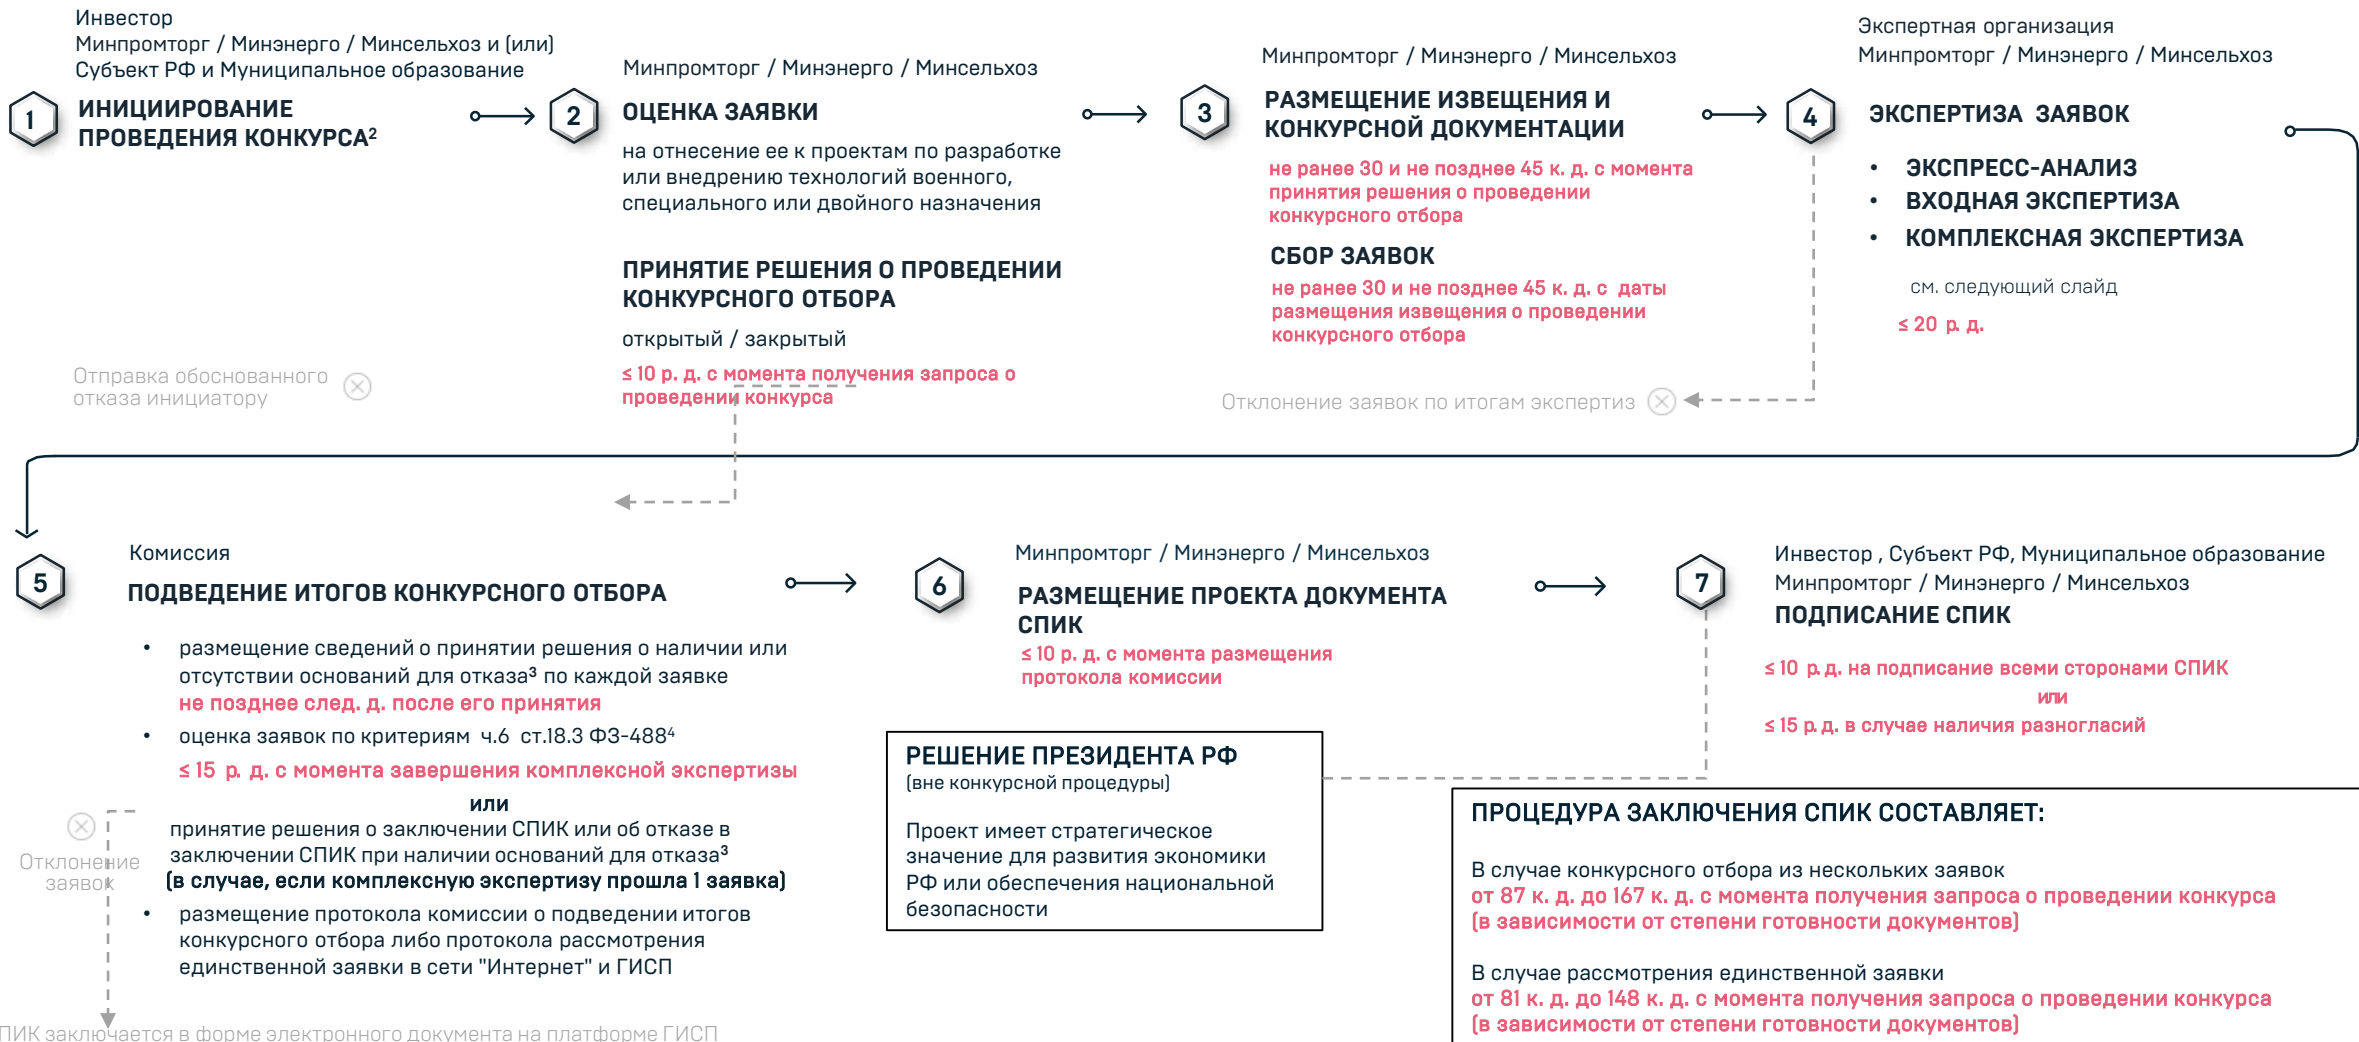 Инвестор
Минпромторг / Минэнерго / Минсельхоз и (или)
Субъект РФ и Муниципальное образование
1
ИНИЦИИРОВАНИЕ
ПРОВЕДЕНИЯ КОНКУРСА²
Отправка обоснованного
отказа инициатору
Минпромторг / Минэнерго / Минсельхоз
2
ОЦЕНКА ЗАЯВКИ
на отнесение ее к проектам по разработке
или внедрению технологий военного,
специального или двойного назначения
ПРИНЯТИЕ РЕШЕНИЯ О ПРОВЕДЕНИИ
КОНКУРСНОГО ОТБОРА
открытый / закрытый
≤ 10 р. д. с момента получения запроса о
проведении конкурса
Минпромторг / Минэнерго / Минсельхоз
3
РАЗМЕЩЕНИЕ ИЗВЕЩЕНИЯ И
КОНКУРСНОЙ ДОКУМЕНТАЦИИ
не ранее 30 и не позднее 45 к. д. с момента
принятия решения о проведении
конкурсного отбора
СБОР ЗАЯВОК
не ранее 30 и не позднее 45 к. д. с даты
размещения извещения о проведении
конкурсного отбора
Отклонение заявок по итогам экспертиз
Экспертная организация
Минпромторг / Минэнерго / Минсельхоз
4
ЭКСПЕРТИЗА ЗАЯВОК
• ЭКСПРЕСС-АНАЛИЗ
• ВХОДНАЯ ЭКСПЕРТИЗА
• КОМПЛЕКСНАЯ ЭКСПЕРТИЗА
см. следующий слайд
≤ 20 р. д.
Комиссия
5
ПОДВЕДЕНИЕ ИТОГОВ КОНКУРСНОГО ОТБОРА
• размещение сведений о принятии решения о наличии или
отсутствии оснований для отказа³ по каждой заявке
не позднее след. д. после его принятия
• оценка заявок по критериям ч.6 ст.18.3 ФЗ-488⁴
≤ 15 р. д. с момента завершения комплексной экспертизы
или
принятие решения о заключении СПИК или об отказе в
заключении СПИК при наличии оснований для отказа³
(в случае, если комплексную экспертизу прошла 1 заявка)
• размещение протокола комиссии о подведении итогов
конкурсного отбора либо протокола рассмотрения
единственной заявки в сети "Интернет" и ГИСП
Отклонение
заявок
ПИК заключается в форме электронного документа на платформе ГИСП
Минпромторг / Минэнерго / Минсельхоз
6
РАЗМЕЩЕНИЕ ПРОЕКТА ДОКУМЕНТА
СПИК
≤ 10 р. д. с момента размещения
протокола комиссии
РЕШЕНИЕ ПРЕЗИДЕНТА РФ
(вне конкурсной процедуры)
Проект имеет стратегическое
значение для развития экономики
РФ или обеспечения национальной
безопасности
Инвестор , Субъект РФ, Муниципальное образование
Минпромторг / Минэнерго / Минсельхоз
7
ПОДПИСАНИЕ СПИК
≤ 10 р. д. на подписание всеми сторонами СПИК
или
≤ 15 р. д. в случае наличия разногласий
ПРОЦЕДУРА ЗАКЛЮЧЕНИЯ СПИК СОСТАВЛЯЕТ:
В случае конкурсного отбора из нескольких заявок
от 87 к. д. до 167 к. д. с момента получения запроса о проведении конкурса
(в зависимости от степени готовности документов)
В случае рассмотрения единственной заявки
от 81 к. д. до 148 к. д. с момента получения запроса о проведении конкурса
(в зависимости от степени готовности документов)